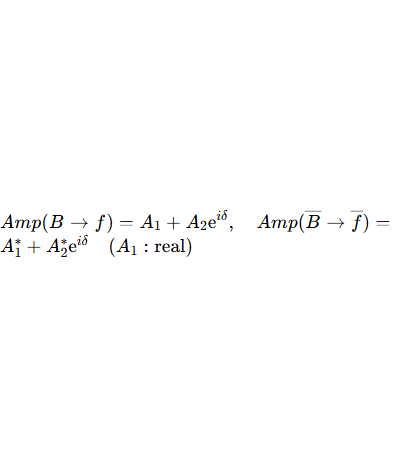 Amp(B → f) = A₁ + A₂e^{iδ},    Amp(B̅ → f̅) =
A₁* + A₂*e^{iδ}    (A₁ : real)